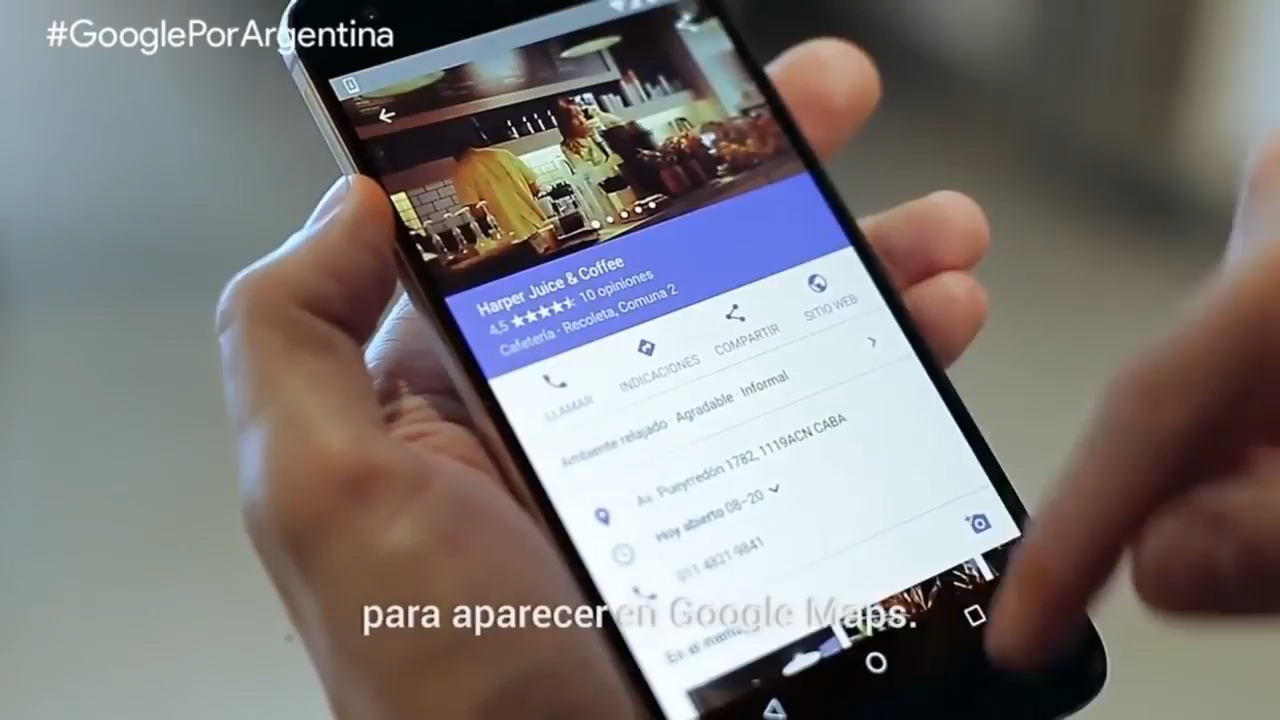 #GooglePorArgentina
Harper Juice & Coffee
4,5 ★★★★★ 10 opiniones
Cafetería · Recoleta, Comuna 2
LLAMAR
INDICACIONES
COMPARTIR
SITIO WEB
Ambiente relajado · Agradable · Informal
Av. Pueyrredón 1782, 1119ACN CABA
Hoy abierto 08–20
011 4821-9841
para aparecer en Google Maps.